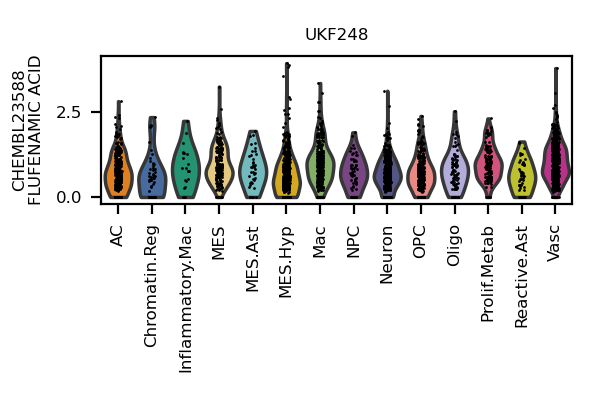 UKF248
CHEMBL23588
FLUFENAMIC ACID
2.5
0.0
AC
Chromatin.Reg
Inflammatory.Mac
MES
MES.Ast
MES.Hyp
Mac
NPC
Neuron
OPC
Oligo
Prolif.Metab
Reactive.Ast
Vasc